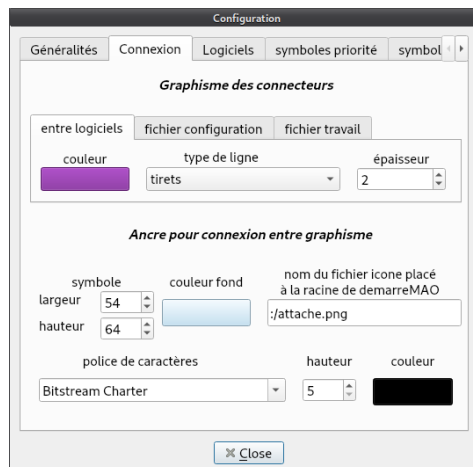 Configuration
Généralités Connexion Logiciels symboles priorité symbol
Graphisme des connecteurs
entre logiciels fichier configuration fichier travail
couleur type de ligne épaisseur
tirets 2
Ancre pour connexion entre graphisme
symbole couleur fond nom du fichier icone placé
à la racine de demarreMAO
largeur 54
:/attache.png
hauteur 64
police de caractères hauteur couleur
Bitstream Charter 5
Close